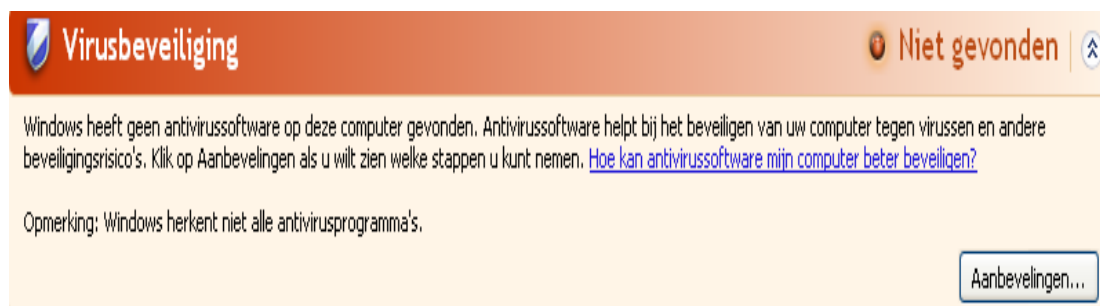 Virusbeveiliging
Niet gevonden
Windows heeft geen antivirussoftware op deze computer gevonden. Antivirussoftware helpt bij het beveiligen van uw computer tegen virussen en andere
beveiligingsrisico's. Klik op Aanbevelingen als u wilt zien welke stappen u kunt nemen. Hoe kan antivirussoftware mijn computer beter beveiligen?
Opmerking: Windows herkent niet alle antivirusprogramma's.
Aanbevelingen...